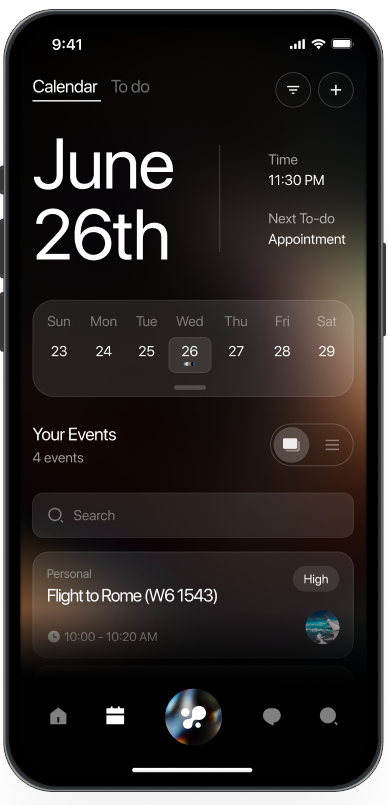 9:41
Calendar To do
June
26th
Time
11:30 PM
Next To-do
Appointment
Sun Mon Tue Wed Thu Fri Sat
23 24 25 26 27 28 29
Your Events
4 events
Search
Personal
High
Flight to Rome (W6 1543)
10:00 - 10:20 AM